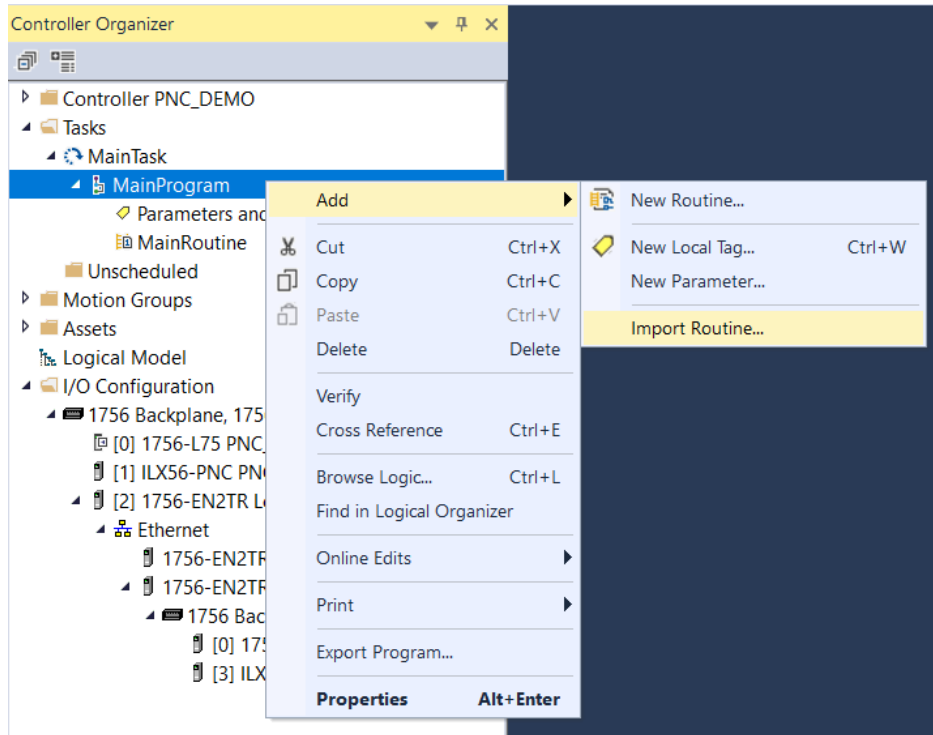 Controller Organizer
Controller PNC_DEMO
Tasks
MainTask
MainProgram
Parameters and
MainRoutine
Unscheduled
Motion Groups
Assets
Logical Model
I/O Configuration
1756 Backplane, 175
[0] 1756-L75 PNC_
[1] ILX56-PNC PN
[2] 1756-EN2TR L
Ethernet
1756-EN2TR
1756-EN2TR
1756 Bac
[0] 175
[3] ILX
Add
Cut Ctrl+X
Copy Ctrl+C
Paste Ctrl+V
Delete Delete
Verify
Cross Reference Ctrl+E
Browse Logic... Ctrl+L
Find in Logical Organizer
Online Edits
Print
Export Program...
Properties Alt+Enter
New Routine...
New Local Tag... Ctrl+W
New Parameter...
Import Routine...